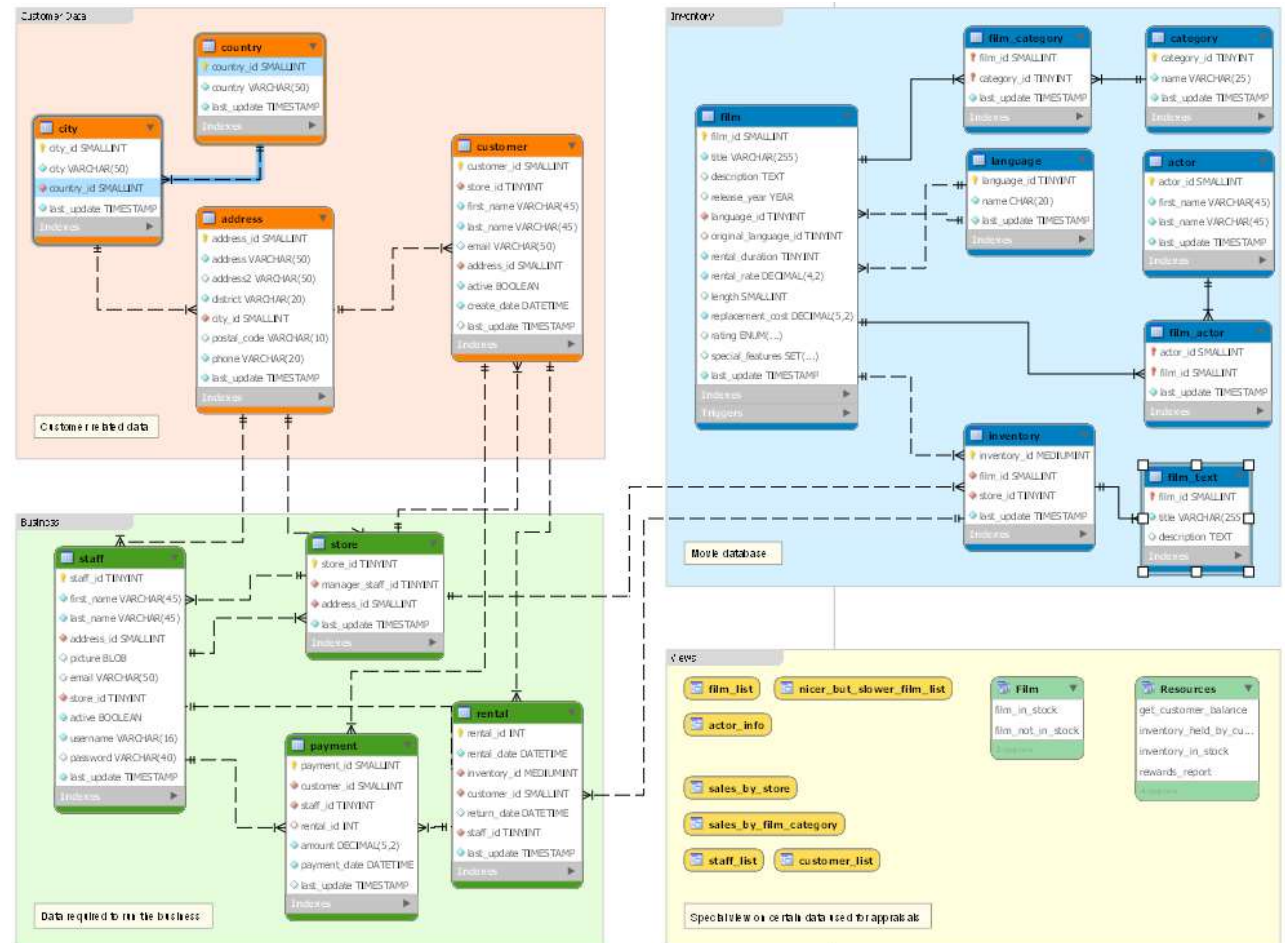 Customer Data
country
country_id SMALLINT
country VARCHAR(50)
last_update TIMESTAMP
Indexes
city
city_id SMALLINT
city VARCHAR(50)
country_id SMALLINT
last_update TIMESTAMP
Indexes
address
address_id SMALLINT
address VARCHAR(50)
address2 VARCHAR(50)
district VARCHAR(20)
city_id SMALLINT
postal_code VARCHAR(10)
phone VARCHAR(20)
last_update TIMESTAMP
Indexes
customer
customer_id SMALLINT
store_id TINYINT
first_name VARCHAR(45)
last_name VARCHAR(45)
email VARCHAR(50)
address_id SMALLINT
active BOOLEAN
create_date DATETIME
last_update TIMESTAMP
Indexes
Customer related data
Business
staff
staff_id TINYINT
first_name VARCHAR(45)
last_name VARCHAR(45)
address_id SMALLINT
picture BLOB
email VARCHAR(50)
store_id TINYINT
active BOOLEAN
username VARCHAR(16)
password VARCHAR(40)
last_update TIMESTAMP
Indexes
store
store_id TINYINT
manager_staff_id TINYINT
address_id SMALLINT
last_update TIMESTAMP
Indexes
payment
payment_id SMALLINT
customer_id SMALLINT
staff_id TINYINT
rental_id INT
amount DECIMAL(5,2)
payment_date DATETIME
last_update TIMESTAMP
Indexes
rental
rental_id INT
rental_date DATETIME
inventory_id MEDIUMINT
customer_id SMALLINT
return_date DATETIME
staff_id TINYINT
last_update TIMESTAMP
Indexes
Data required to run the business
Inventory
film
film_id SMALLINT
title VARCHAR(255)
description TEXT
release_year YEAR
language_id TINYINT
original_language_id TINYINT
rental_duration TINYINT
rental_rate DECIMAL(4,2)
length SMALLINT
replacement_cost DECIMAL(5,2)
rating ENUM(...)
special_features SET(...)
last_update TIMESTAMP
Indexes
Triggers
film_category
film_id SMALLINT
category_id TINYINT
last_update TIMESTAMP
Indexes
category
category_id TINYINT
name VARCHAR(25)
last_update TIMESTAMP
Indexes
language
language_id TINYINT
name CHAR(20)
last_update TIMESTAMP
Indexes
actor
actor_id SMALLINT
first_name VARCHAR(45)
last_name VARCHAR(45)
last_update TIMESTAMP
Indexes
film_actor
actor_id SMALLINT
film_id SMALLINT
last_update TIMESTAMP
Indexes
inventory
inventory_id MEDIUMINT
film_id SMALLINT
store_id TINYINT
last_update TIMESTAMP
Indexes
film_text
film_id SMALLINT
title VARCHAR(255
description TEXT
Indexes
Movie database
Views
film_list
nicer_but_slower_film_list
actor_info
sales_by_store
sales_by_film_category
staff_list
customer_list
Film
film_in_stock
film_not_in_stock
Resources
get_customer_balance
inventory_held_by_cu...
inventory_in_stock
rewards_report
Special view on certain data used for appraisals